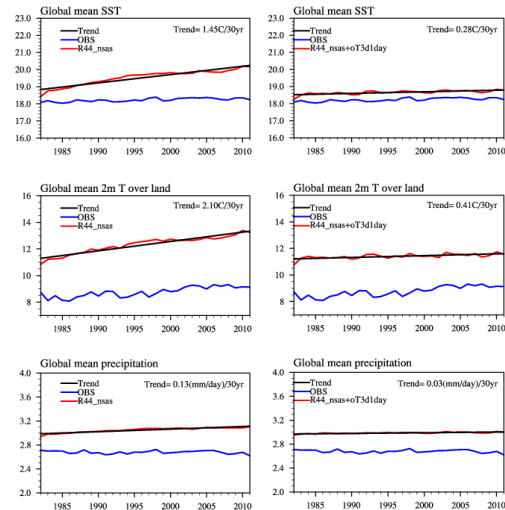 Global mean SST
Trend
OBS
R44_nsas
Trend= 1.45C/30yr
23.0
22.0
21.0
20.0
19.0
18.0
17.0
16.0
1985 1990 1995 2000 2005 2010
Global mean SST
Trend
OBS
R44_nsas+oT3d1day
Trend= 0.28C/30yr
23.0
22.0
21.0
20.0
19.0
18.0
17.0
16.0
1985 1990 1995 2000 2005 2010
Global mean 2m T over land
Trend
OBS
R44_nsas
Trend= 2.10C/30yr
16
14
12
10
8
1985 1990 1995 2000 2005 2010
Global mean 2m T over land
Trend
OBS
R44_nsas+oT3d1day
Trend= 0.41C/30yr
16
14
12
10
8
1985 1990 1995 2000 2005 2010
Global mean precipitation
Trend
OBS
R44_nsas
Trend= 0.13(mm/day)/30yr
4.0
3.6
3.2
2.8
2.4
2.0
1985 1990 1995 2000 2005 2010
Global mean precipitation
Trend
OBS
R44_nsas+oT3d1day
Trend= 0.03(mm/day)/30yr
4.0
3.6
3.2
2.8
2.4
2.0
1985 1990 1995 2000 2005 2010